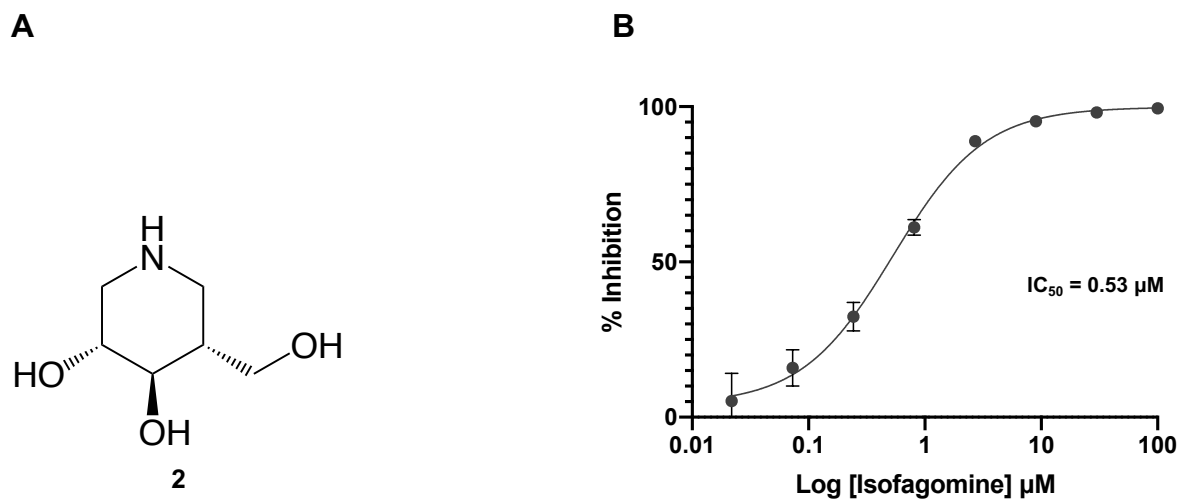 A
H
N
HO
OH
OH
2
B
% Inhibition
100
50
0
IC₅₀ = 0.53 µM
0.01 0.1 1 10 100
Log [Isofagomine] µM